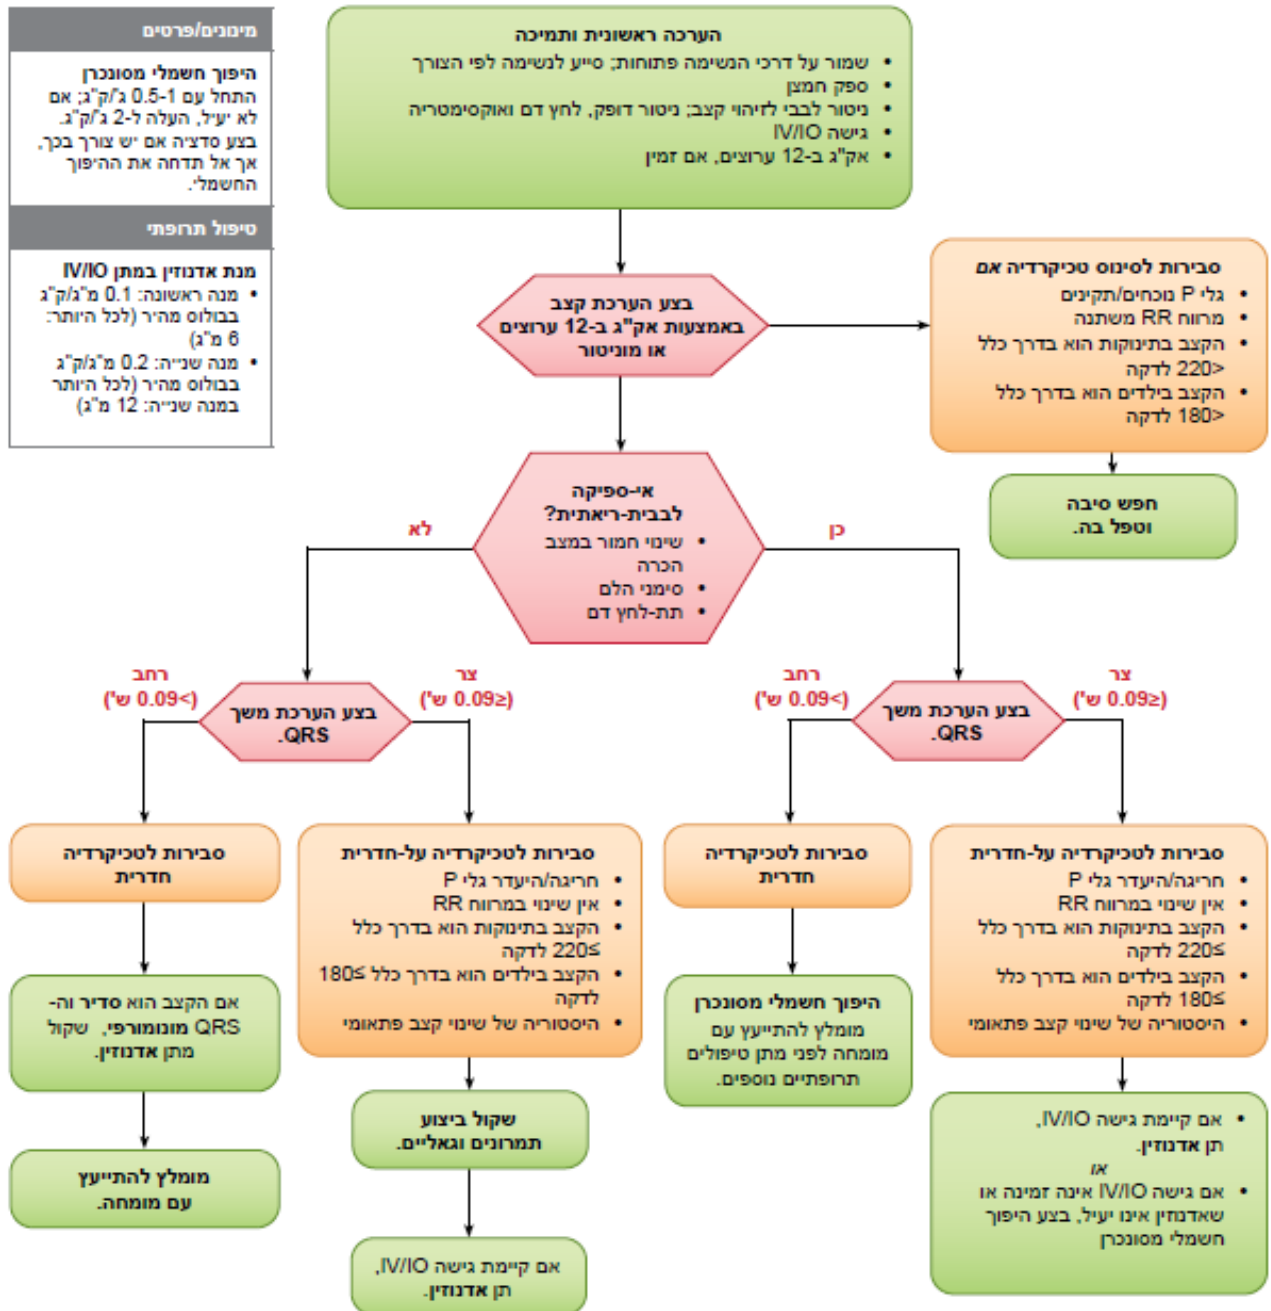 הערכה ראשונית ותמיכה
• שמור על דרכי הנשימה פתוחות; סייע לנשימה לפי הצורך
• ספק חמצן
• ניטור לבבי לזיהוי קצב; ניטור דופק, לחץ דם ואוקסימטריה
• גישה IV/IO
• אק"ג ב-12 ערוצים, אם זמין
מינונים/פרטים
היפוך חשמלי מסונכרן
התחל עם 0.5-1 ג'/ק"ג; אם
לא יעיל, העלה ל-2 ג'/ק"ג.
בצע סדציה אם יש צורך בכך,
אך אל תדחה את ההיפוך
החשמלי.
טיפול תרופתי
מנת אדנוזין במתן IV/IO
• מנה ראשונה: 0.1 מ"ג/ק"ג
בבולוס מהיר (לכל היותר:
6 מ"ג)
• מנה שנייה: 0.2 מ"ג/ק"ג
בבולוס מהיר (לכל היותר
במנה שנייה: 12 מ"ג)
בצע הערכת קצב
באמצעות אק"ג ב-12 ערוצים
או מוניטור
סבירות לסינוס טכיקרדיה אם
• גלי P נוכחים/תקינים
• מרווח RR משתנה
• הקצב בתינוקות הוא בדרך כלל
<220 לדקה
• הקצב בילדים הוא בדרך כלל
<180 לדקה
חפש סיבה
וטפל בה.
אי-ספיקה
לבבית-ריאתית?
• שינוי חמור במצב
הכרה
• סימני הלם
• תת-לחץ דם
כן
לא
צר
(≤0.09 ש')
רחב
(>0.09 ש')
בצע הערכת משך
QRS.
צר
(≤0.09 ש')
רחב
(>0.09 ש')
בצע הערכת משך
QRS.
סבירות לטכיקרדיה על-חדרית
• חריגה/היעדר גלי P
• אין שינוי במרווח RR
• הקצב בתינוקות הוא בדרך כלל
≥220 לדקה
• הקצב בילדים הוא בדרך כלל
≥180 לדקה
• היסטוריה של שינוי קצב פתאומי
• אם קיימת גישה IV/IO,
תן אדנוזין.
או
• אם גישה IV/IO אינה זמינה או
שאדנוזין אינו יעיל, בצע היפוך
חשמלי מסונכרן
סבירות לטכיקרדיה
חדרית
היפוך חשמלי מסונכרן
מומלץ להתייעץ עם
מומחה לפני מתן טיפולים
תרופתיים נוספים.
סבירות לטכיקרדיה על-חדרית
• חריגה/היעדר גלי P
• אין שינוי במרווח RR
• הקצב בתינוקות הוא בדרך כלל
≥220 לדקה
• הקצב בילדים הוא בדרך כלל ≥180
לדקה
• היסטוריה של שינוי קצב פתאומי
שקול ביצוע
תמרונים וגאליים.
אם קיימת גישה IV/IO,
תן אדנוזין.
סבירות לטכיקרדיה
חדרית
אם הקצב הוא סדיר וה-
QRS מונומורפי, שקול
מתן אדנוזין.
מומלץ להתייעץ
עם מומחה.